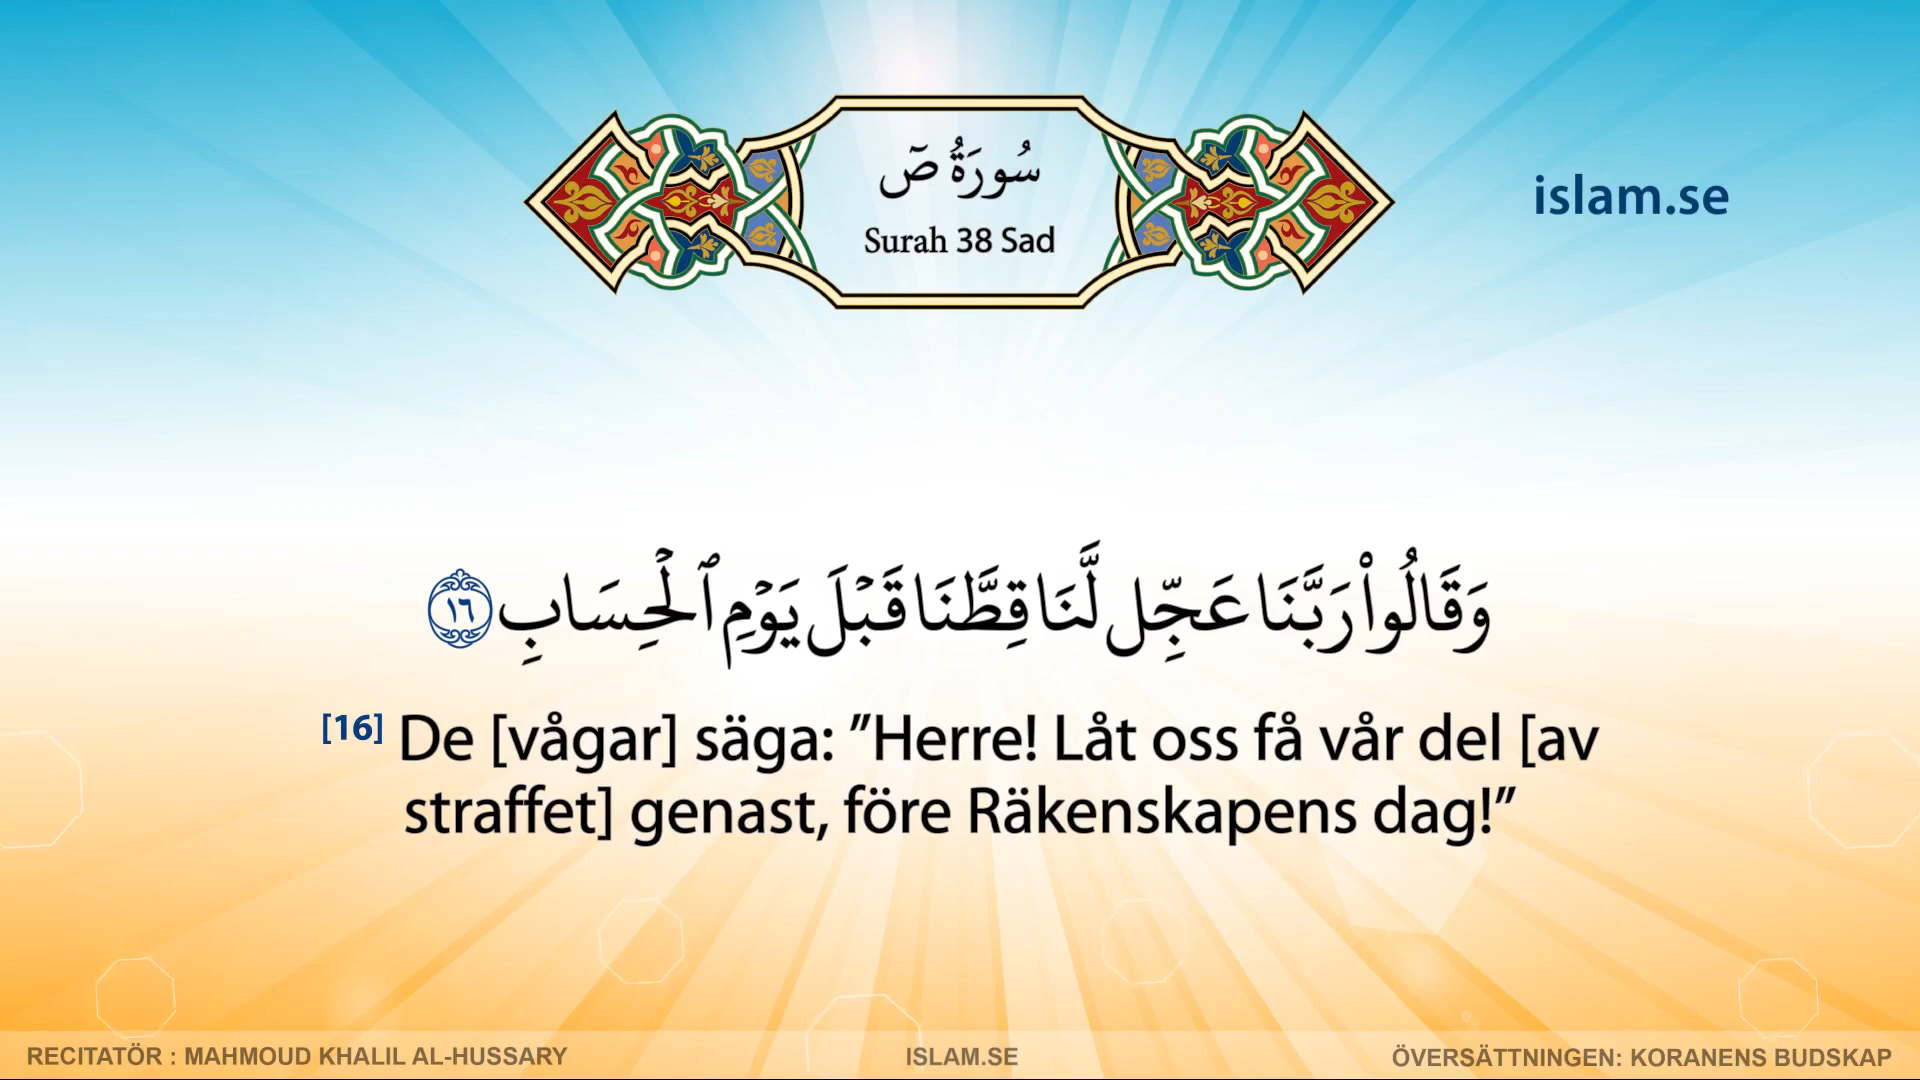 سُورَةُ صٓ
Surah 38 Sad
islam.se
وَقَالُوا۟ رَبَّنَا عَجِّل لَّنَا قِطَّنَا قَبْلَ يَوْمِ ٱلْحِسَابِ ١٦
[16] De [vågar] säga: ”Herre! Låt oss få vår del [av
straffet] genast, före Räkenskapens dag!”
RECITATÖR : MAHMOUD KHALIL AL-HUSSARY
ISLAM.SE
ÖVERSÄTTNINGEN: KORANENS BUDSKAP